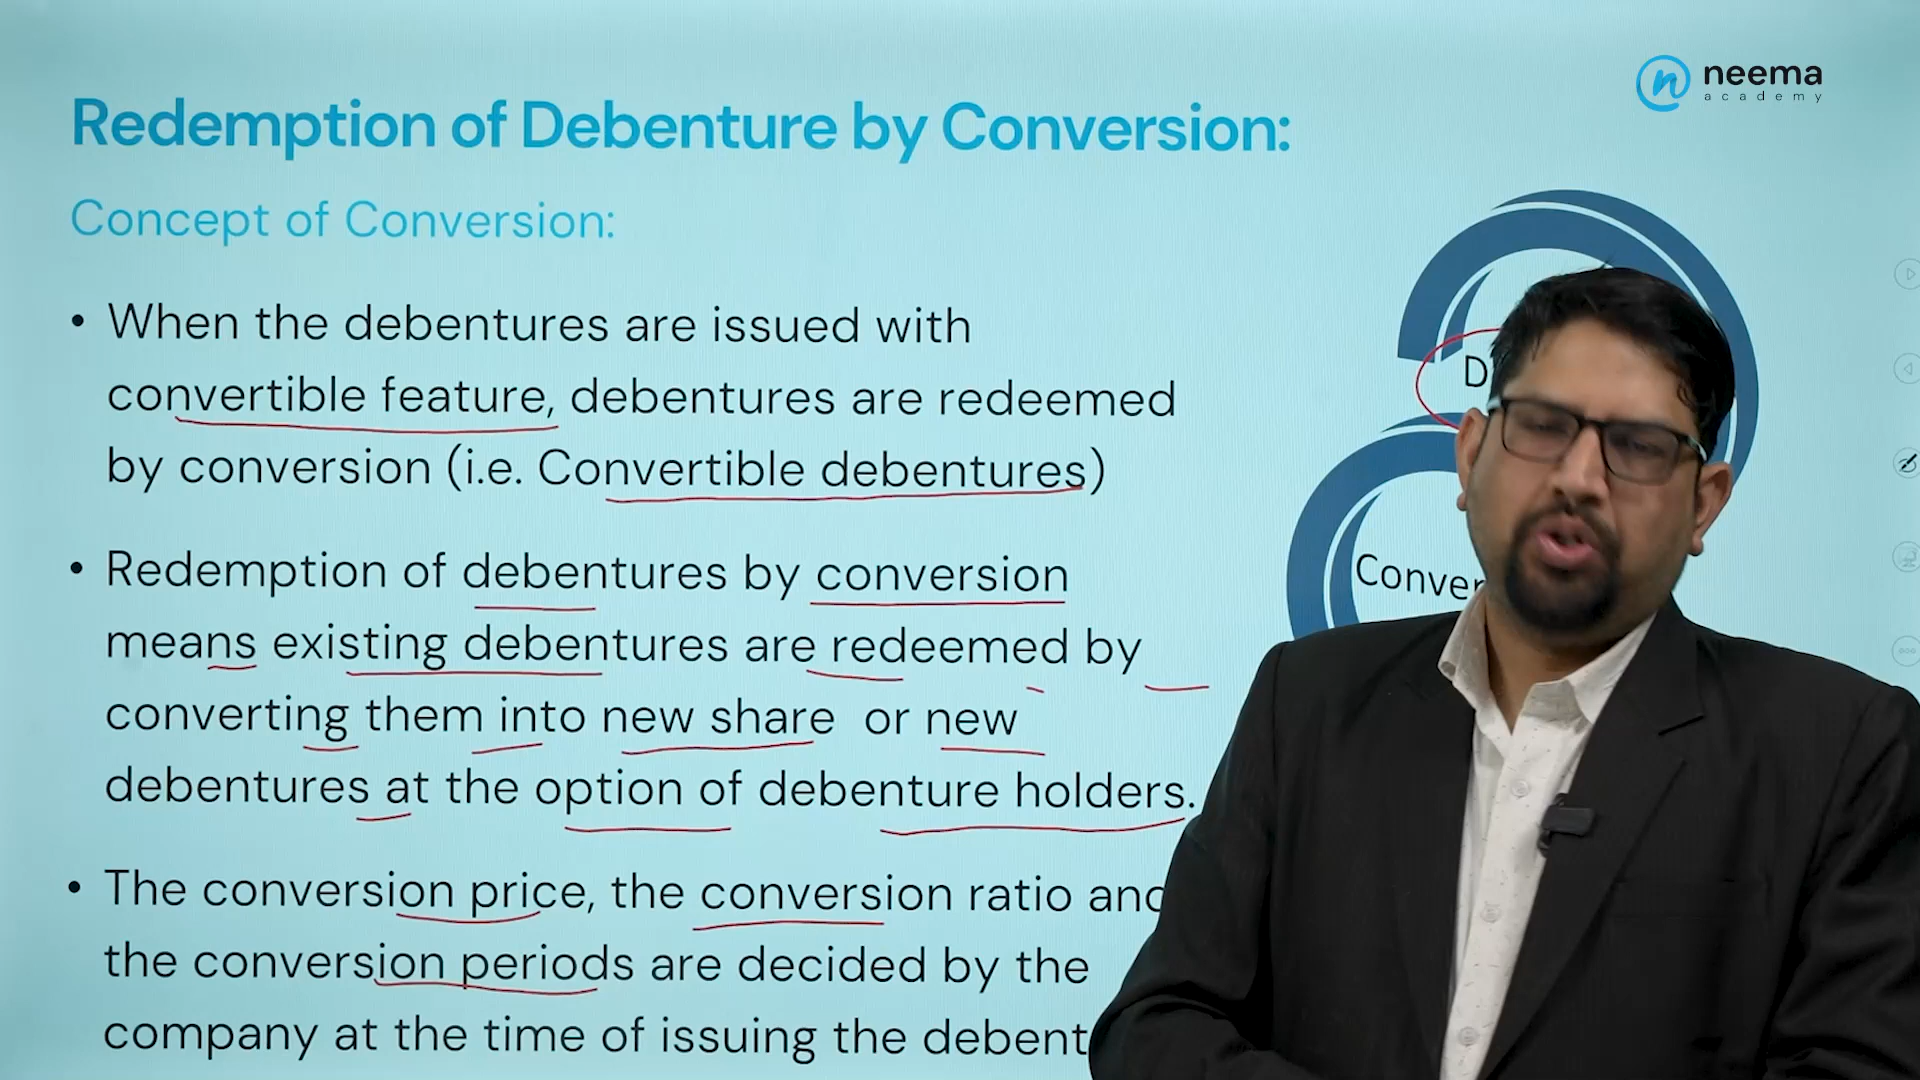 neema
academy
Redemption of Debenture by Conversion:
Concept of Conversion:
• When the debentures are issued with
convertible feature, debentures are redeemed
by conversion (i.e. Convertible debentures)
• Redemption of debentures by conversion
means existing debentures are redeemed by
converting them into new share or new
debentures at the option of debenture holders.
• The conversion price, the conversion ratio and
the conversion periods are decided by the
company at the time of issuing the debent